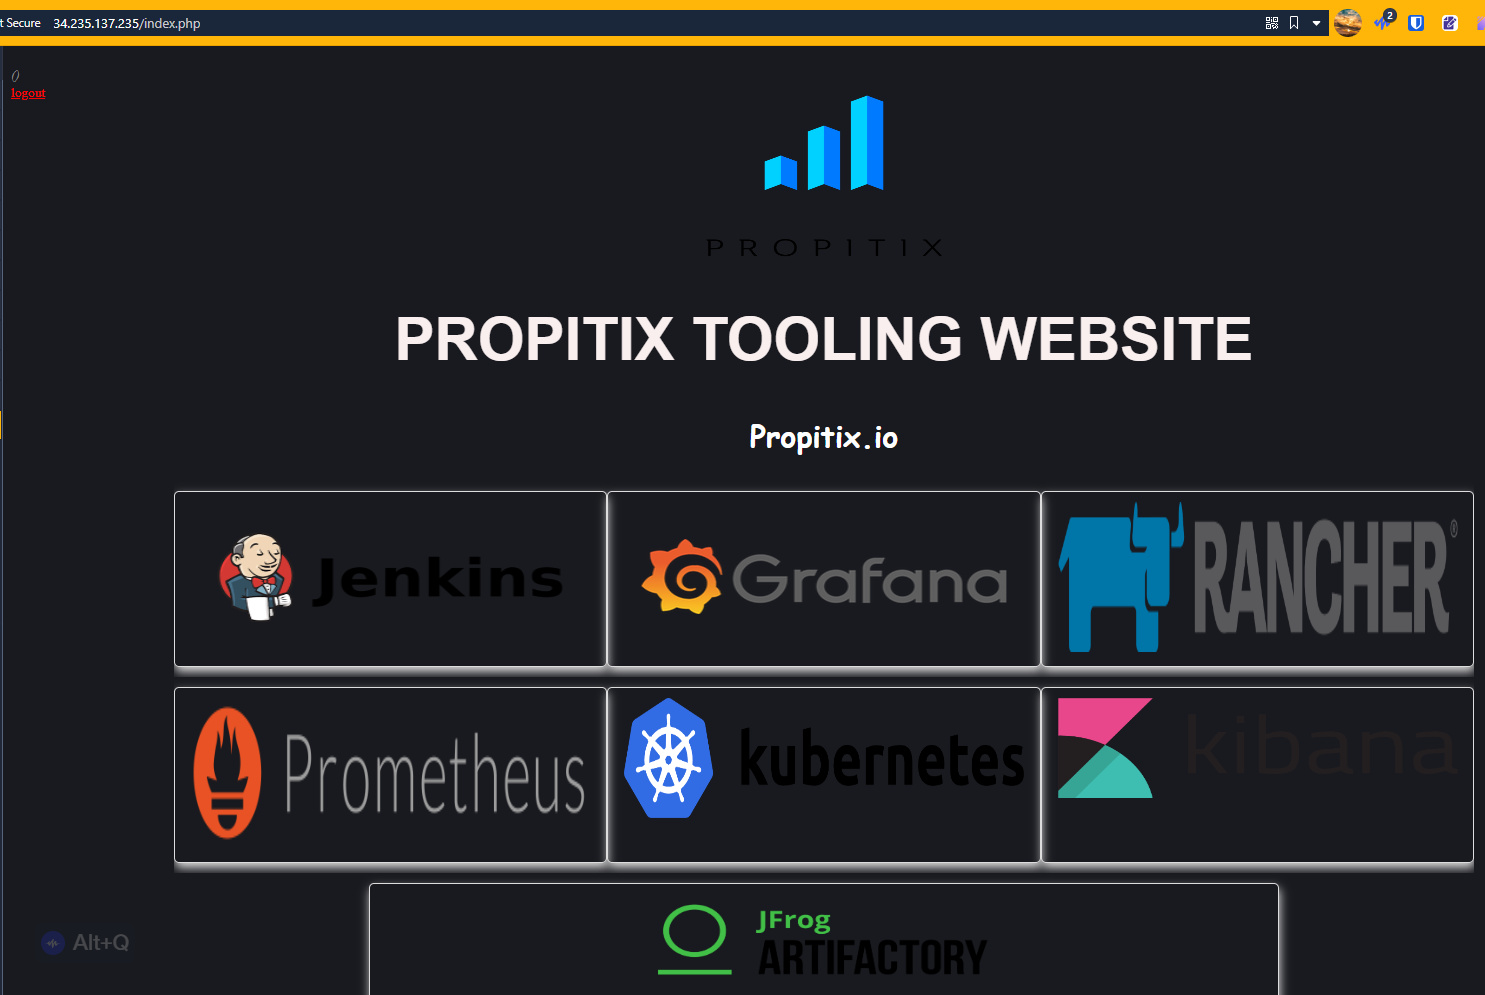 t Secure 34.235.137.235/index.php
2
()
logout
PROPITIX
PROPITIX TOOLING WEBSITE
Propitix.io
Jenkins
Grafana
RANCHER®
Prometheus
kubernetes
kibana
JFrog
ARTIFACTORY
Alt+Q